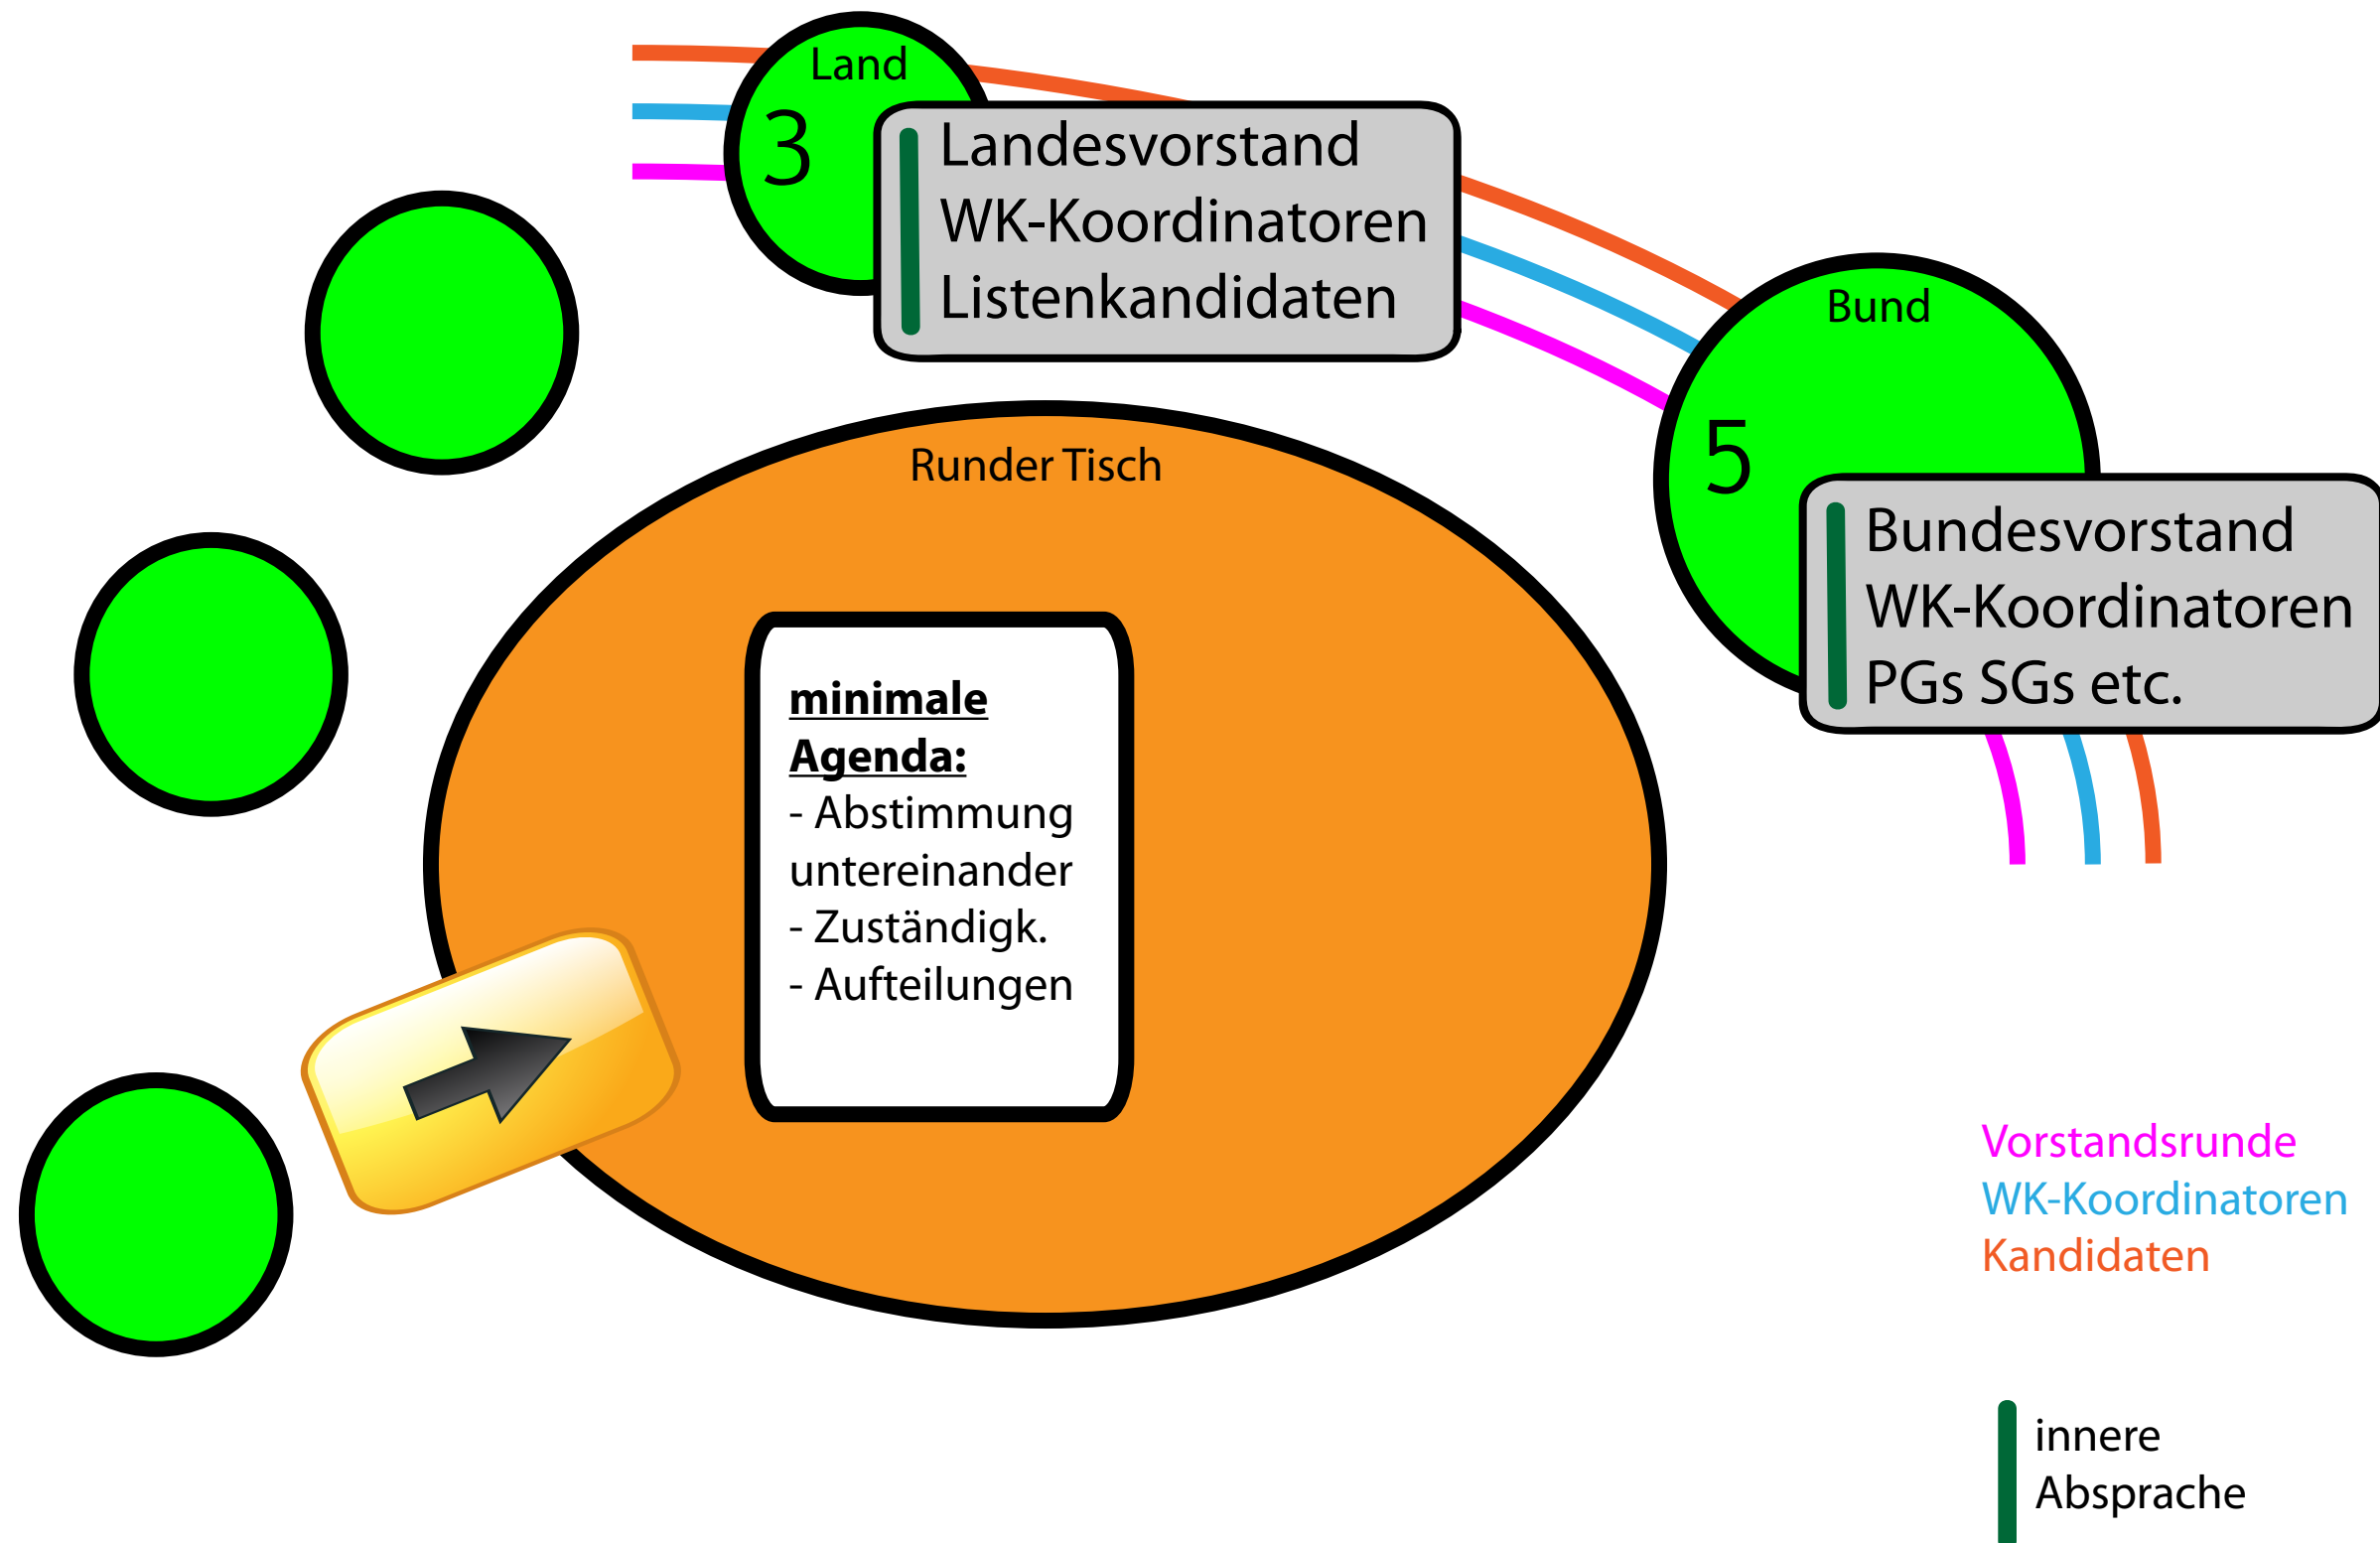 Land
3
Landesvorstand
WK-Koordinatoren
Listenkandidaten
Bund
5
Bundesvorstand
WK-Koordinatoren
PGs SGs etc.
Runder Tisch
minimale
Agenda:
- Abstimmung
untereinander
- Zuständigk.
- Aufteilungen
Vorstandsrunde
WK-Koordinatoren
Kandidaten
innere
Absprache